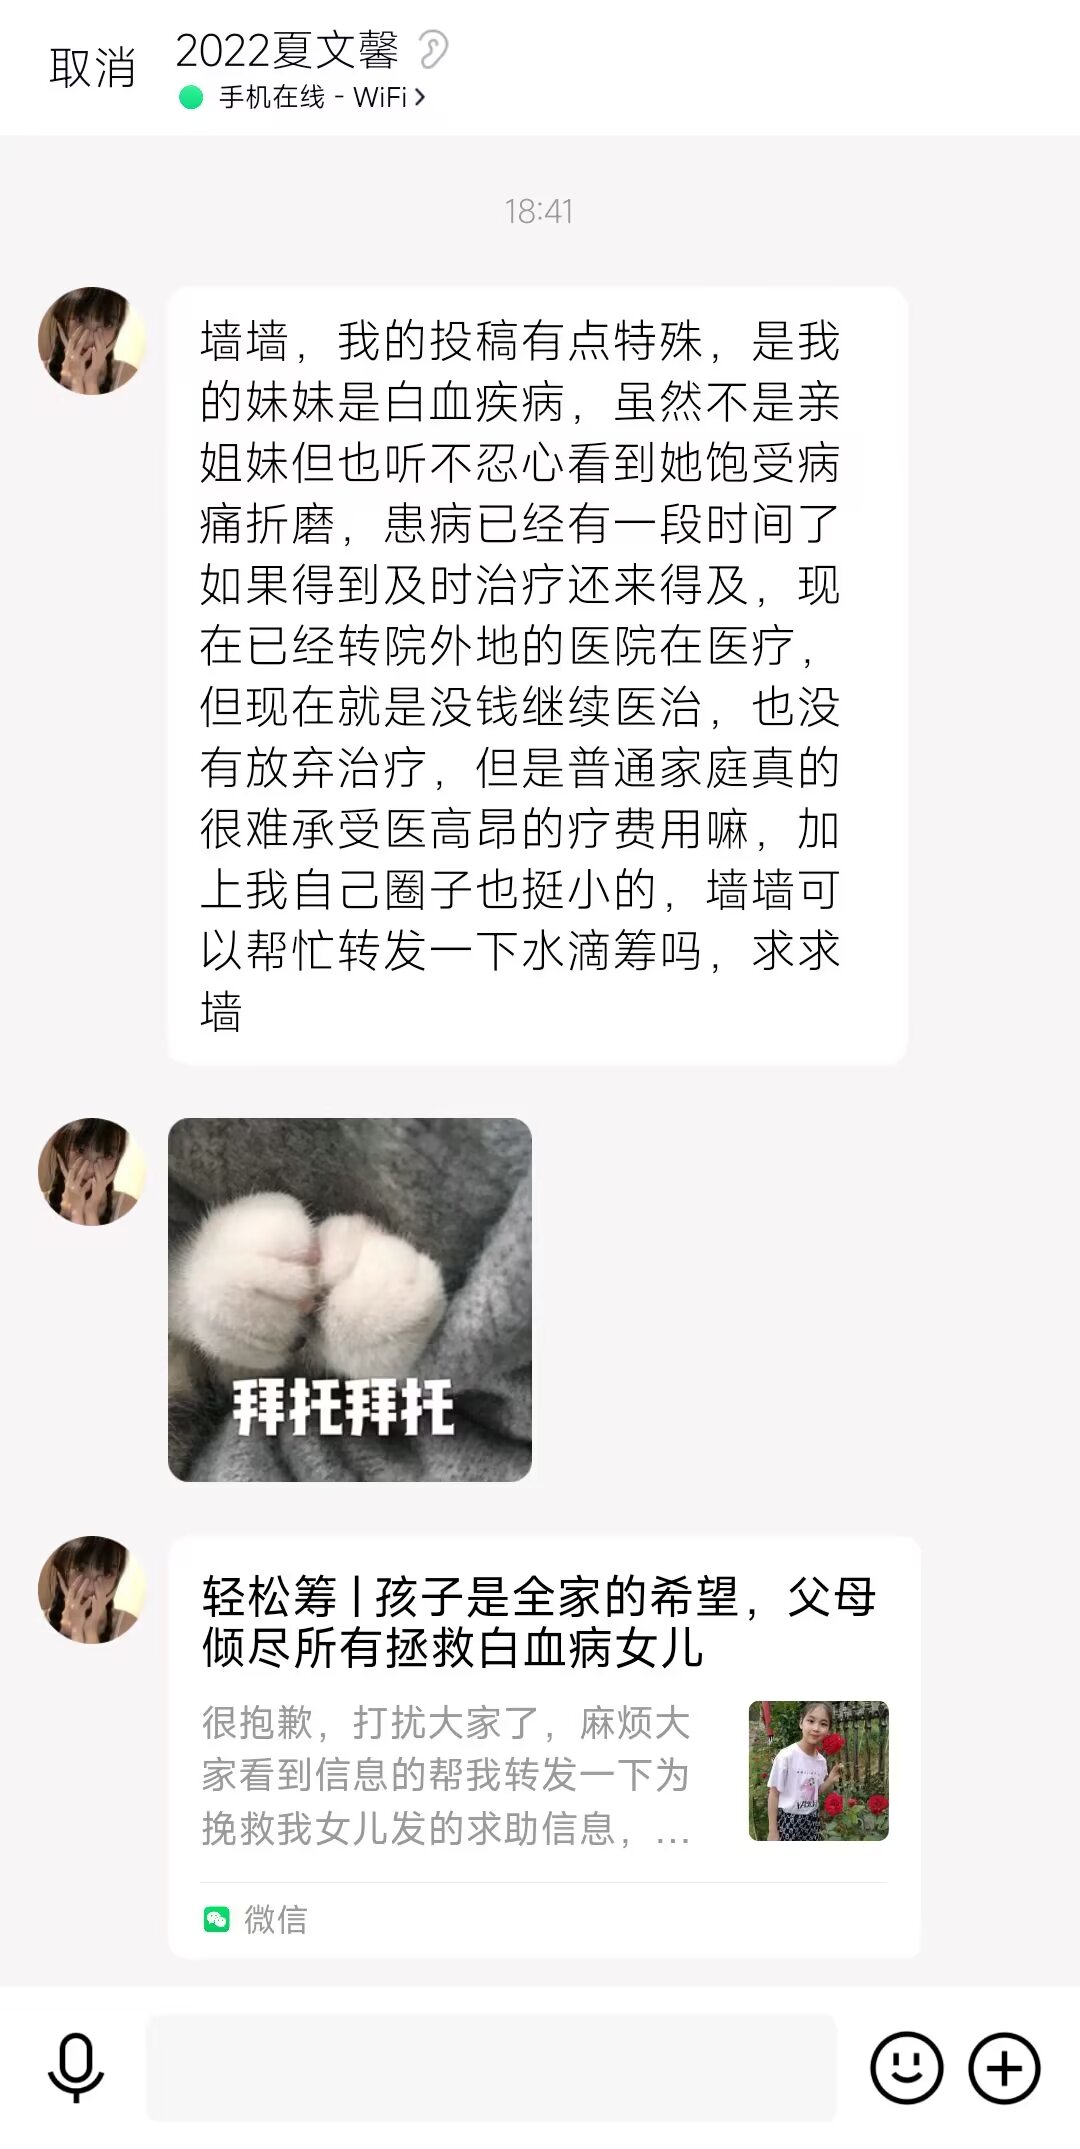 取消
2022夏文馨
手机在线 - WiFi
18:41
墙墙，我的投稿有点特殊，是我
的妹妹是白血疾病，虽然不是亲
姐妹但也听不忍心看到她饱受病
痛折磨，患病已经有一段时间了
如果得到及时治疗还来得及，现
在已经转院外地的医院在医疗，
但现在就是没钱继续医治，也没
有放弃治疗，但是普通家庭真的
很难承受医高昂的疗费用嘛，加
上我自己圈子也挺小的，墙墙可
以帮忙转发一下水滴筹吗，求求
墙
拜托拜托
轻松筹 | 孩子是全家的希望，父母
倾尽所有拯救白血病女儿
很抱歉，打扰大家了，麻烦大
家看到信息的帮我转发一下为
挽救我女儿发的求助信息，...
微信